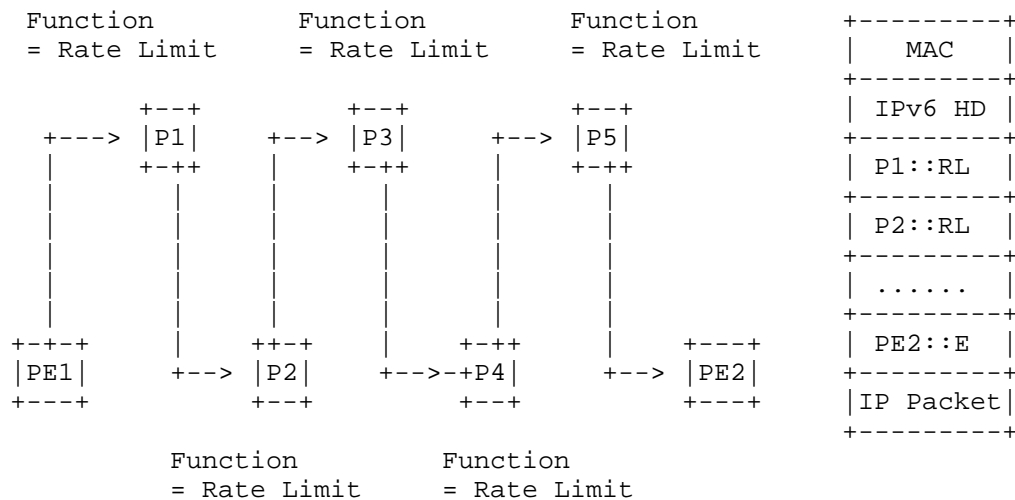 Function Function Function
= Rate Limit = Rate Limit = Rate Limit
MAC
IPv6 HD
P1 P3 P5
P1::RL
P2::RL
......
PE2::E
PE1 P2 P4 PE2
IP Packet
Function Function
= Rate Limit = Rate Limit